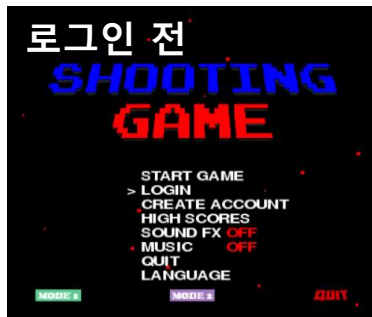 로그인 전
SHOOTING
GAME
START GAME
> LOGIN
CREATE ACCOUNT
HIGH SCORES
SOUND FX OFF
MUSIC OFF
QUIT
LANGUAGE
MODE 1 MODE 2 QUIT